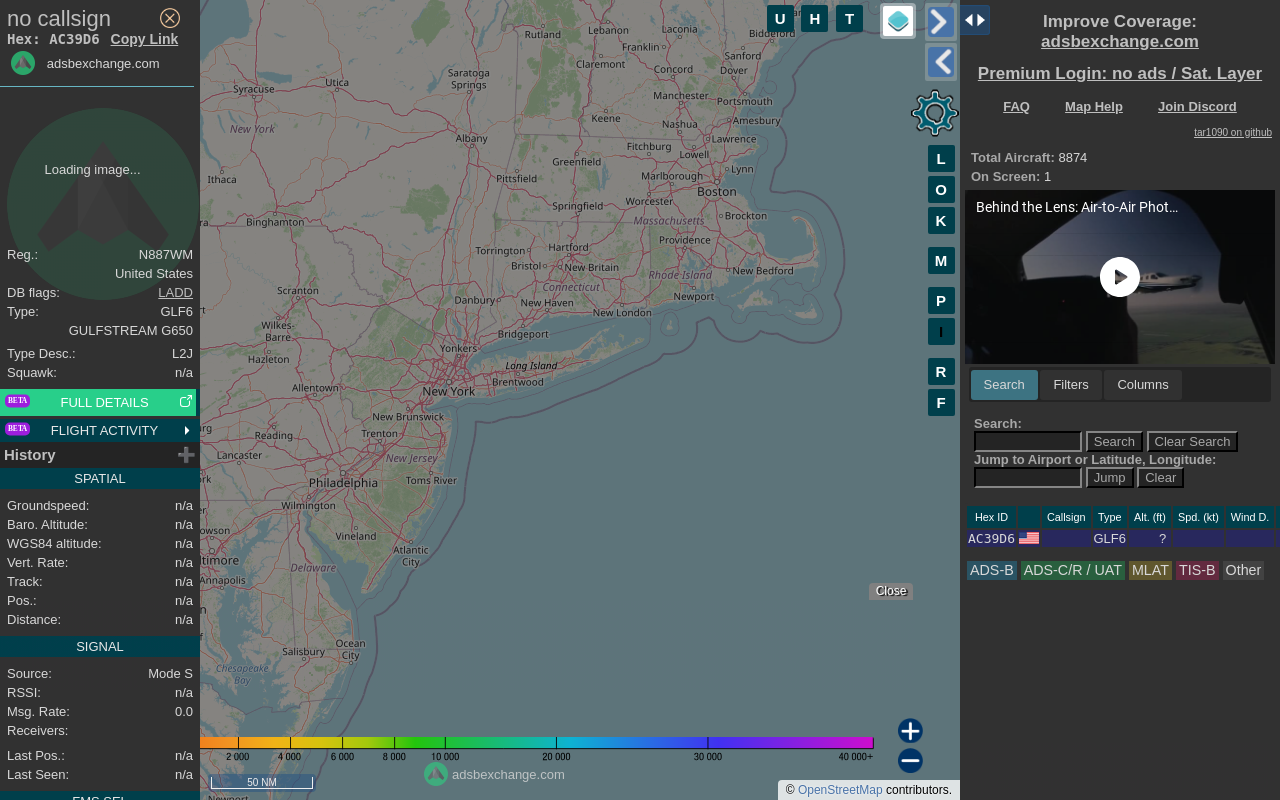 no callsign
Hex: AC39D6 Copy Link
adsbexchange.com
Loading image...
Reg.: N887WM
United States
DB flags: LADD
Type: GLF6
GULFSTREAM G650
Type Desc.: L2J
Squawk: n/a
BETA FULL DETAILS
BETA FLIGHT ACTIVITY
History
SPATIAL
Groundspeed: n/a
Baro. Altitude: n/a
WGS84 altitude: n/a
Vert. Rate: n/a
Track: n/a
Pos.: n/a
Distance: n/a
SIGNAL
Source: Mode S
RSSI: n/a
Msg. Rate: 0.0
Receivers:
Last Pos.: n/a
Last Seen: n/a
FMS SEL
U H T
L
O
K
M
P
I
R
F
Rutland
Lebanon
Laconia
Biddeford
Franklin
Sanford
Claremont
Concord
Dover
Utica
Saratoga Springs
Syracuse
Manchester
Portsmouth
Keene
Nashua
Amesbury
New York
Albany
Lawrence
Fitchburg
Lowell
Greenfield
Lynn
Ithaca
Pittsfield
Marlborough
Boston
Worcester
Springfield
Massachusetts
Brockton
Binghamton
Providence
Torrington
Hartford
Bristol
New Britain
Rhode Island
New Bedford
Connecticut
Scranton
Danbury
New Haven
Newport
New London
Wilkes-Barre
Bridgeport
Yonkers
Hazleton
Long Island
Brentwood
Allentown
New York
New Brunswick
Reading
Trenton
Lancaster
New Jersey
Philadelphia
Toms River
Wilmington
Vineland
Atlantic City
Delaware
Annapolis
Ocean City
Salisbury
Chesapeake Bay
Close
2 000 4 000 6 000 8 000 10 000 20 000 30 000 40 000+
50 NM
adsbexchange.com
© OpenStreetMap contributors.
Improve Coverage:
adsbexchange.com
Premium Login: no ads / Sat. Layer
FAQ Map Help Join Discord
tar1090 on github
Total Aircraft: 8874
On Screen: 1
Behind the Lens: Air-to-Air Phot...
Search Filters Columns
Search:
Search Clear Search
Jump to Airport or Latitude, Longitude:
Jump Clear
Hex ID Callsign Type Alt. (ft) Spd. (kt) Wind D.
AC39D6 GLF6 ?
ADS-B ADS-C/R / UAT MLAT TIS-B Other